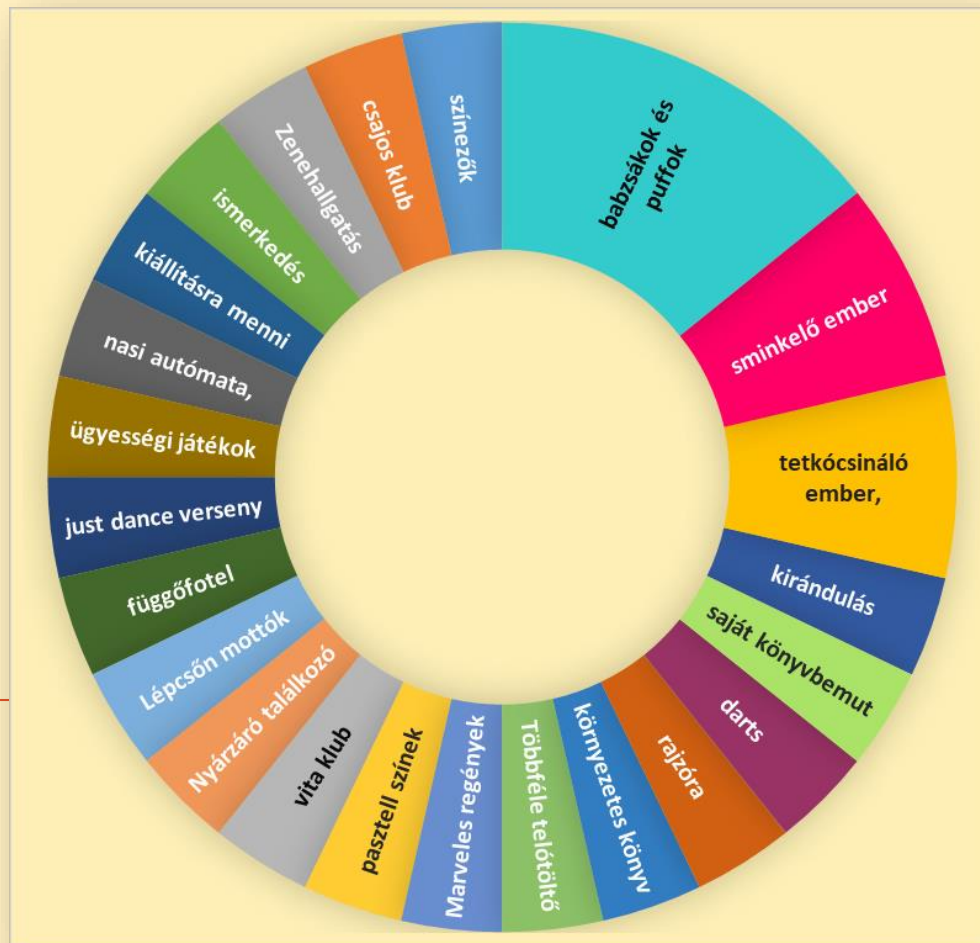 babzsákok és
puffok
sminkelő ember
tetkócsináló
ember,
kirándulás
saját könyvbemut
darts
rajzóra
környezetes könyv
Többféle telótöltő
Marveles regények
pasztell színek
vita klub
Nyárzáró találkozó
Lépcsőn mottók
függőfotel
just dance verseny
ügyességi játékok
nasi autómata,
kiállításra menni
ismerkedés
Zenehallgatás
csajos klub
színezők